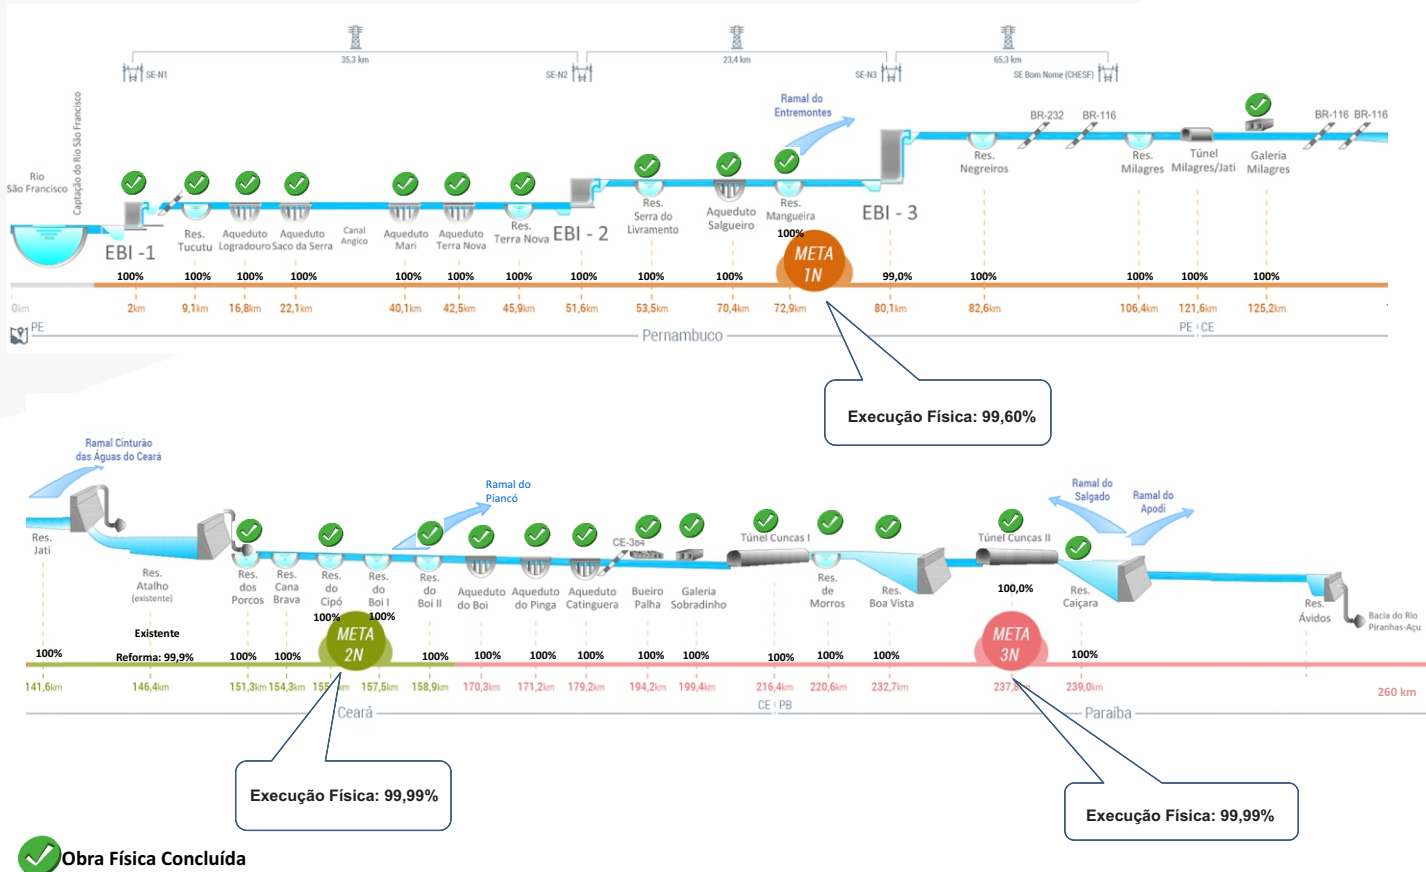 35,3 km
23,4 km
65,3 km
SE-N1
SE-N2
SE-N3
SE Bom Nome (CHESF)
Captação do Rio São Francisco
Rio
São Francisco
Ramal do
Entremontes
BR-232
BR-116
BR-116
BR-116
EBI -1
Res.
Tucutu
Aqueduto
Logradouro
Aqueduto
Saco da Serra
Canal
Angico
Aqueduto
Mari
Aqueduto
Terra Nova
Res.
Terra Nova
EBI - 2
Res.
Serra do
Livramento
Aqueduto
Salgueiro
Res.
Mangueira
EBI - 3
Res.
Negreiros
Res.
Milagres
Túnel
Milagres/Jati
Galeria
Milagres
100%
META
1N
100%
100%
100%
100%
100%
100%
100%
100%
100%
100%
99,0%
100%
100%
100%
100%
0km
2km
9,1km
16,8km
22,1km
40,1km
42,5km
45,9km
51,6km
53,5km
70,4km
72,9km
80,1km
82,6km
106,4km
121,6km
125,2km
PE
Pernambuco
PE
CE
Execução Física: 99,60%
Ramal Cinturão
das Águas do Ceará
Ramal do
Piancó
Ramal do
Salgado
Ramal do
Apodi
Res.
Jati
Res.
Atalho
(existente)
Res.
dos
Porcos
Res.
Cana
Brava
Res.
do
Cipó
Res.
do
Boi I
Res.
do
Boi II
Aqueduto
do Boi
Aqueduto
do Pinga
Aqueduto
Catinguera
CE-384
Bueiro
Palha
Galeria
Sobradinho
Túnel Cuncas I
Res.
de
Morros
Res.
Boa Vista
Túnel Cuncas II
Res.
Caiçara
Res.
Ávidos
Bacia do Rio
Piranhas-Açu
100,0%
100%
100%
META
2N
META
3N
Existente
Reforma: 99,9%
100%
100%
100%
100%
100%
100%
100%
100%
100%
100%
100%
100%
100%
141,6km
146,4km
151,3km
154,3km
157,5km
158,9km
170,3km
171,2km
179,2km
194,2km
199,4km
216,4km
220,6km
232,7km
239,0km
260 km
Ceará
CE
PB
Paraíba
Execução Física: 99,99%
Execução Física: 99,99%
Obra Física Concluída